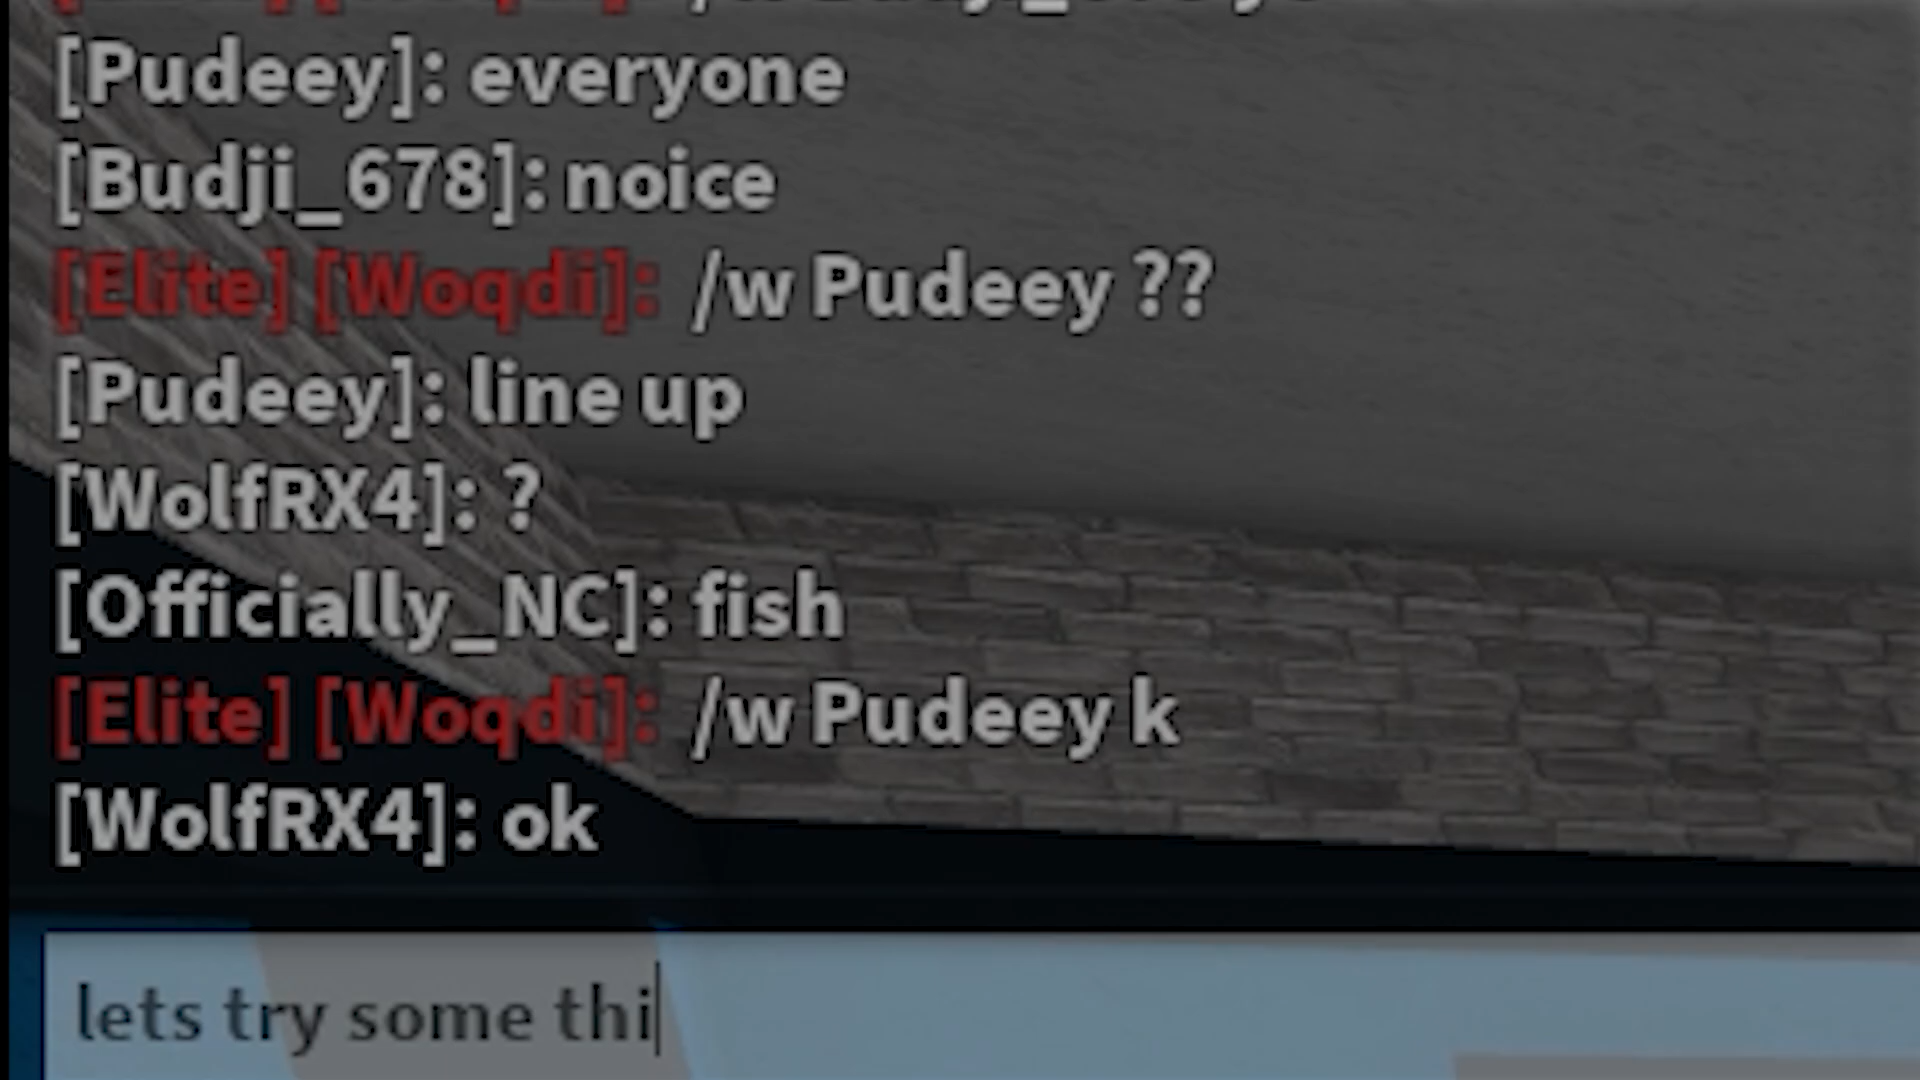 [Pudeey]: everyone
[Budji_678]: noice
[Elite] [Woqdi]: /w Pudeey ??
[Pudeey]: line up
[WolfRX4]: ?
[Officially_NC]: fish
[Elite] [Woqdi]: /w Pudeey k
[WolfRX4]: ok
lets try some thi